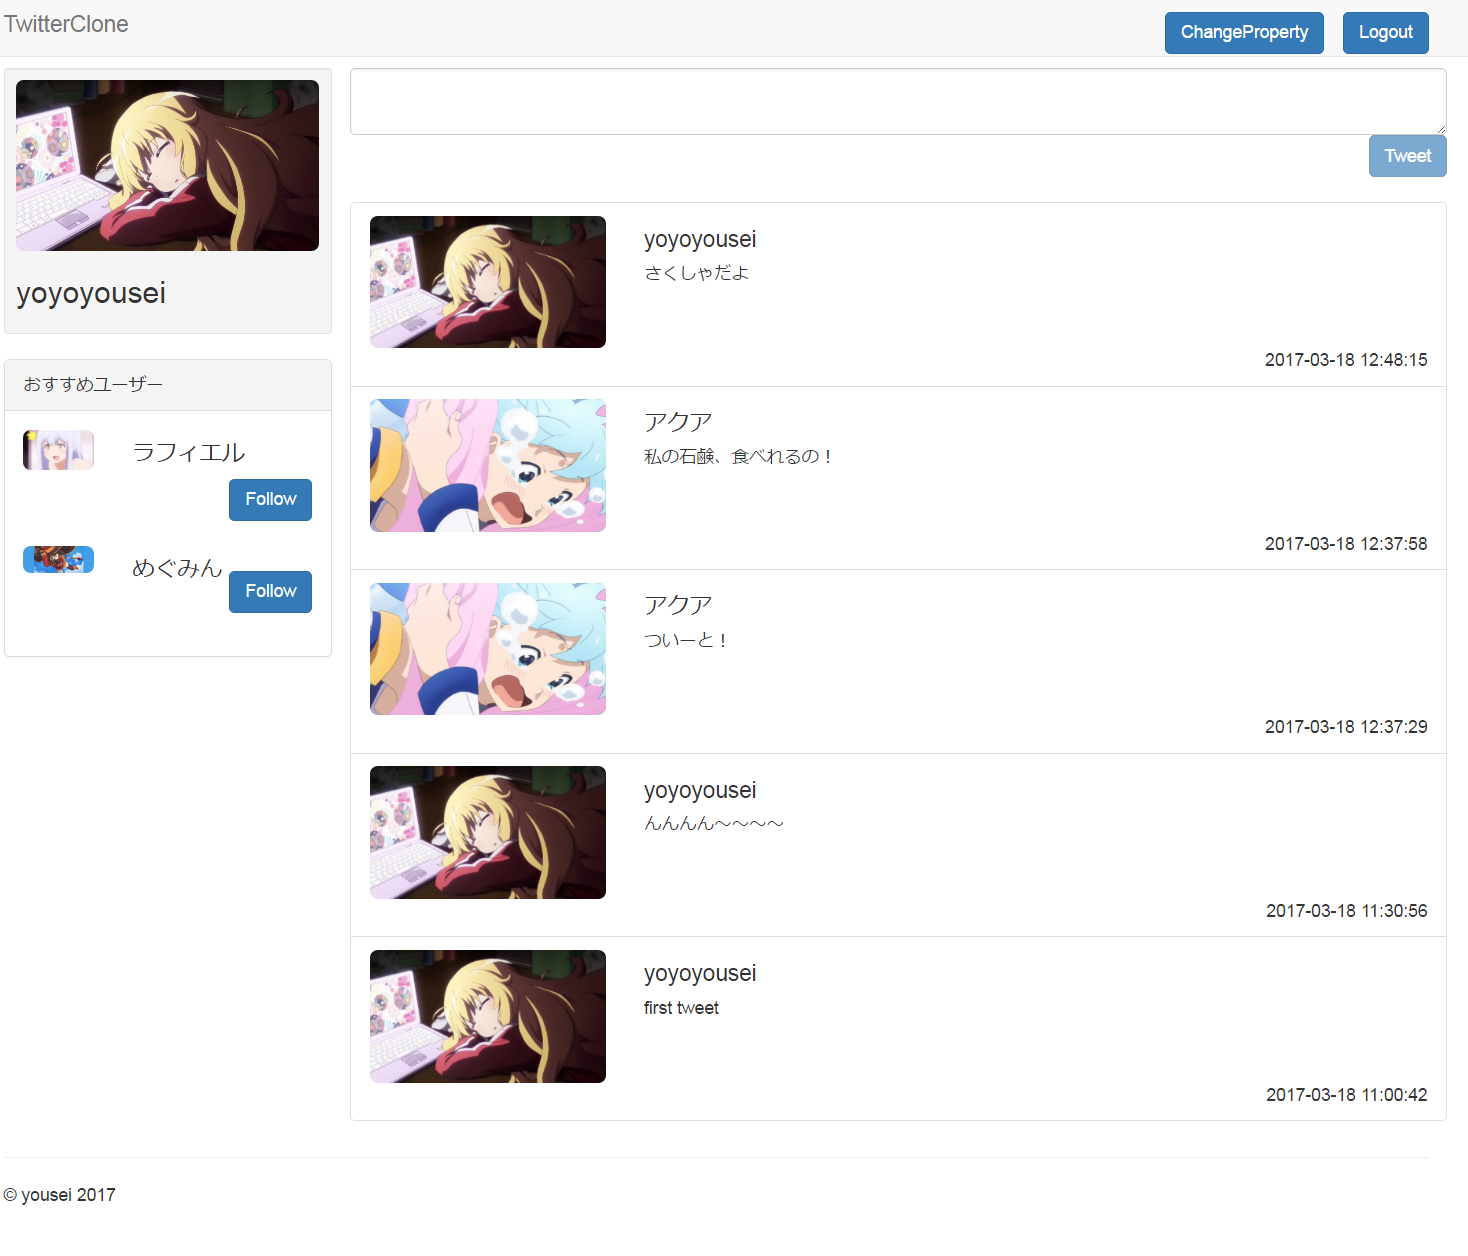 TwitterClone
ChangeProperty
Logout
yoyoyousei
おすすめユーザー
ラフィエル
Follow
めぐみん
Follow
Tweet
yoyoyousei
さくしゃだよ
2017-03-18 12:48:15
アクア
私の石鹸、食べれるの！
2017-03-18 12:37:58
アクア
ついーと！
2017-03-18 12:37:29
yoyoyousei
んんんん～～～～
2017-03-18 11:30:56
yoyoyousei
first tweet
2017-03-18 11:00:42
© yousei 2017